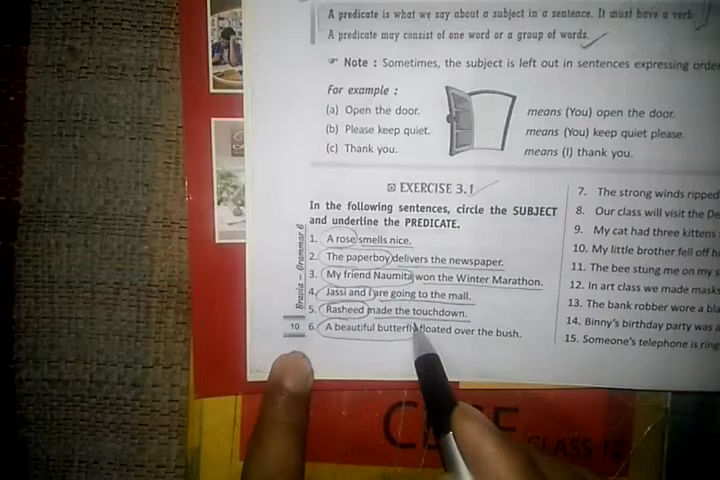 A predicate is what we say about a subject in a sentence. It must have a verb.
A predicate may consist of one word or a group of words.
Note : Sometimes, the subject is left out in sentences expressing
For example :
(a) Open the door. means (You) open the door.
(b) Please keep quiet. means (You) keep quiet please.
(c) Thank you. means (I) thank you.
EXERCISE 3.1
In the following sentences, circle the SUBJECT
and underline the PREDICATE.
1. A rose smells nice.
2. The paperboy delivers the newspaper.
3. My friend Naumita won the Winter Marathon.
4. Jassi and I are going to the mall.
5. Rasheed made the touchdown.
6. A beautiful butterfly floated over the bush.
7. The strong winds ripped
8. Our class will visit the
9. My cat had three kittens
10. My little brother fell off
11. The bee stung me on my
12. In art class we made
13. The bank robber wore a
14. Binny's birthday party was
15. Someone's telephone is
Bravia – Grammar 6
10
CLASS